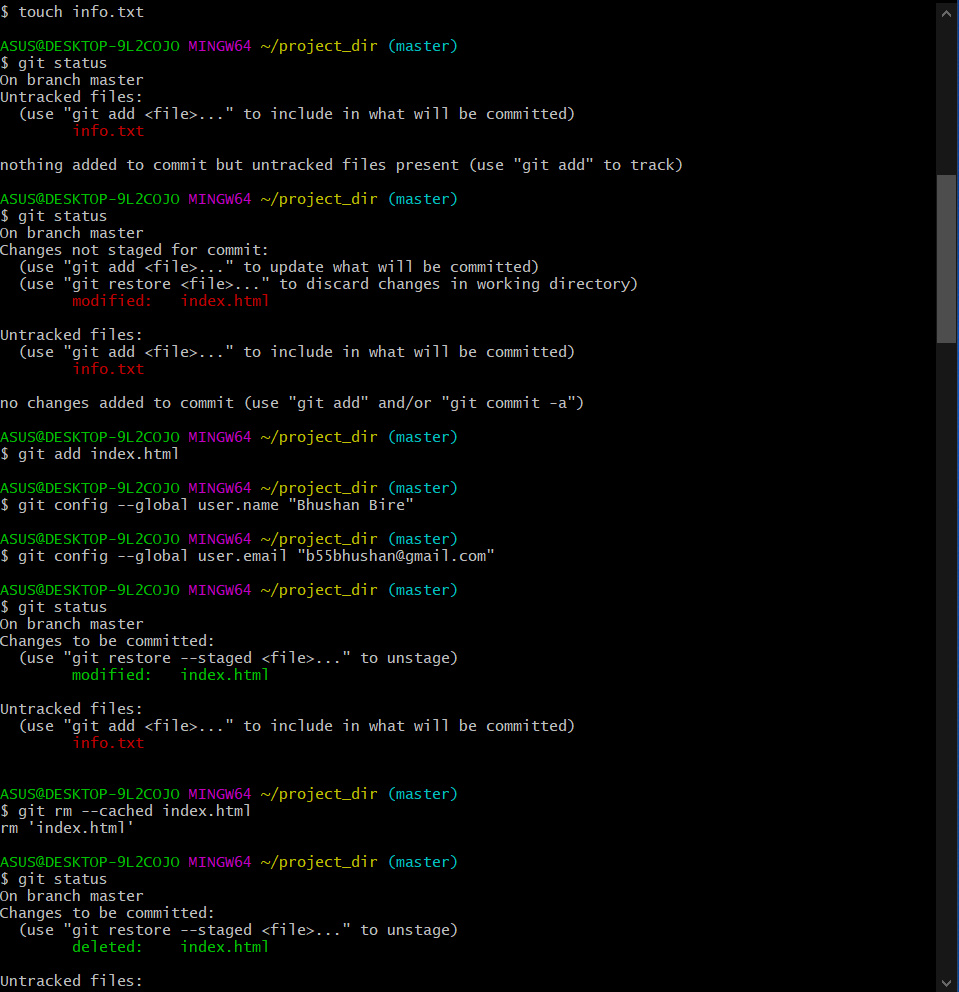 $ touch info.txt

ASUS@DESKTOP-9L2COJO MINGW64 ~/project_dir (master)
$ git status
On branch master
Untracked files:
  (use "git add <file>..." to include in what will be committed)
        info.txt

nothing added to commit but untracked files present (use "git add" to track)

ASUS@DESKTOP-9L2COJO MINGW64 ~/project_dir (master)
$ git status
On branch master
Changes not staged for commit:
  (use "git add <file>..." to update what will be committed)
  (use "git restore <file>..." to discard changes in working directory)
        modified:   index.html

Untracked files:
  (use "git add <file>..." to include in what will be committed)
        info.txt

no changes added to commit (use "git add" and/or "git commit -a")

ASUS@DESKTOP-9L2COJO MINGW64 ~/project_dir (master)
$ git add index.html

ASUS@DESKTOP-9L2COJO MINGW64 ~/project_dir (master)
$ git config --global user.name "Bhushan Bire"

ASUS@DESKTOP-9L2COJO MINGW64 ~/project_dir (master)
$ git config --global user.email "b55bhushan@gmail.com"

ASUS@DESKTOP-9L2COJO MINGW64 ~/project_dir (master)
$ git status
On branch master
Changes to be committed:
  (use "git restore --staged <file>..." to unstage)
        modified:   index.html

Untracked files:
  (use "git add <file>..." to include in what will be committed)
        info.txt


ASUS@DESKTOP-9L2COJO MINGW64 ~/project_dir (master)
$ git rm --cached index.html
rm 'index.html'

ASUS@DESKTOP-9L2COJO MINGW64 ~/project_dir (master)
$ git status
On branch master
Changes to be committed:
  (use "git restore --staged <file>..." to unstage)
        deleted:    index.html

Untracked files: